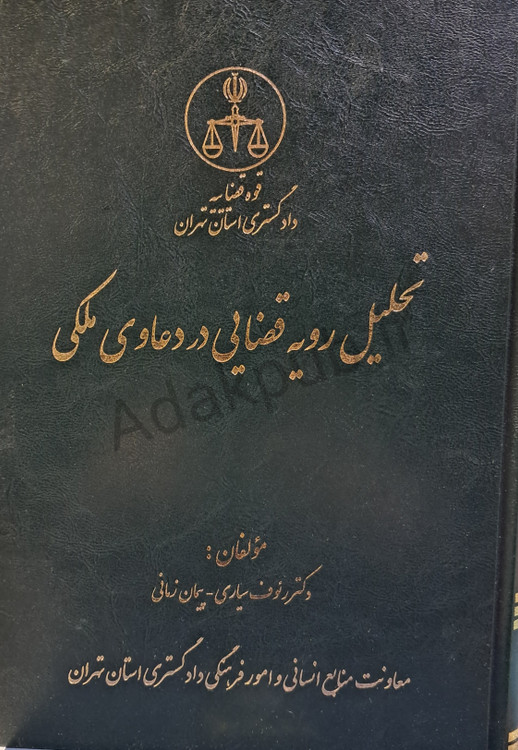 قوه قضاییه
دادگستری استان تهران
تحلیل رویه قضایی در دعاوی ملکی
Adakpub.ir
مؤلفان :
دکتر رئوف سیاری - پیمان زمانی
معاونت منابع انسانی و امور فرهنگی دادگستری استان تهران